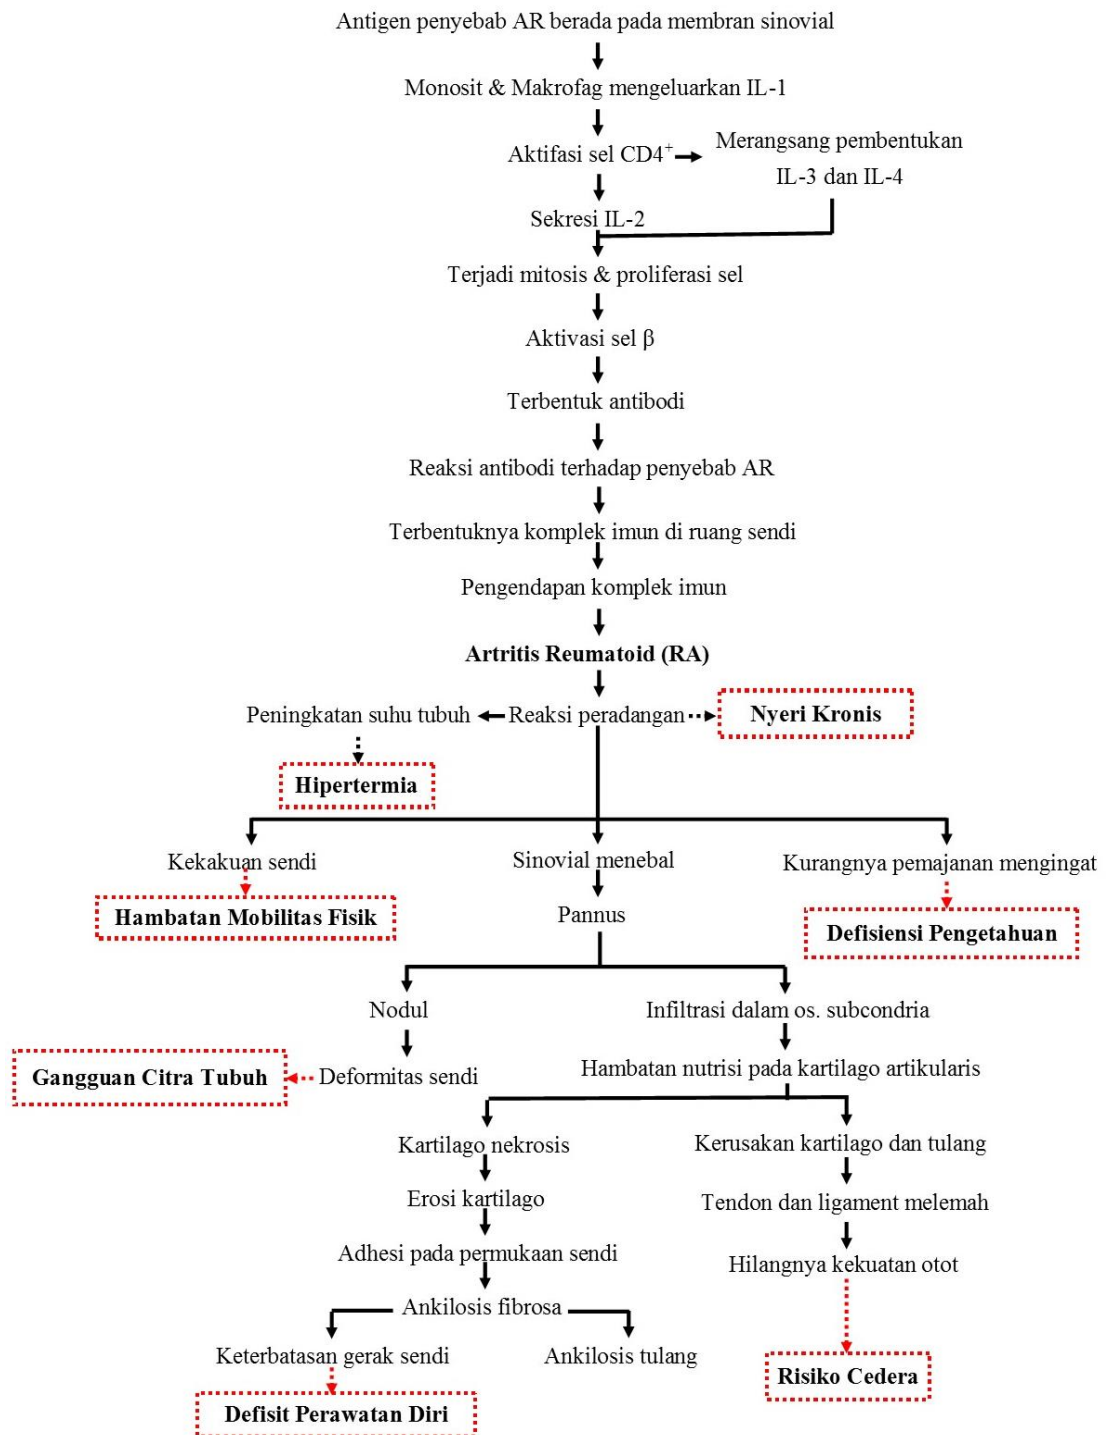 Antigen penyebab AR berada pada membran sinovial
Monosit & Makrofag mengeluarkan IL-1
Aktifasi sel CD4⁺
Merangsang pembentukan
IL-3 dan IL-4
Sekresi IL-2
Terjadi mitosis & proliferasi sel
Aktivasi sel β
Terbentuk antibodi
Reaksi antibodi terhadap penyebab AR
Terbentuknya komplek imun di ruang sendi
Pengendapan komplek imun
Artritis Reumatoid (RA)
Peningkatan suhu tubuh
Reaksi peradangan
Nyeri Kronis
Hipertermia
Kekakuan sendi
Sinovial menebal
Kurangnya pemajanan mengingat
Hambatan Mobilitas Fisik
Pannus
Defisiensi Pengetahuan
Nodul
Infiltrasi dalam os. subcondria
Gangguan Citra Tubuh
Deformitas sendi
Hambatan nutrisi pada kartilago artikularis
Kartilago nekrosis
Kerusakan kartilago dan tulang
Erosi kartilago
Tendon dan ligament melemah
Adhesi pada permukaan sendi
Hilangnya kekuatan otot
Ankilosis fibrosa
Keterbatasan gerak sendi
Ankilosis tulang
Risiko Cedera
Defisit Perawatan Diri